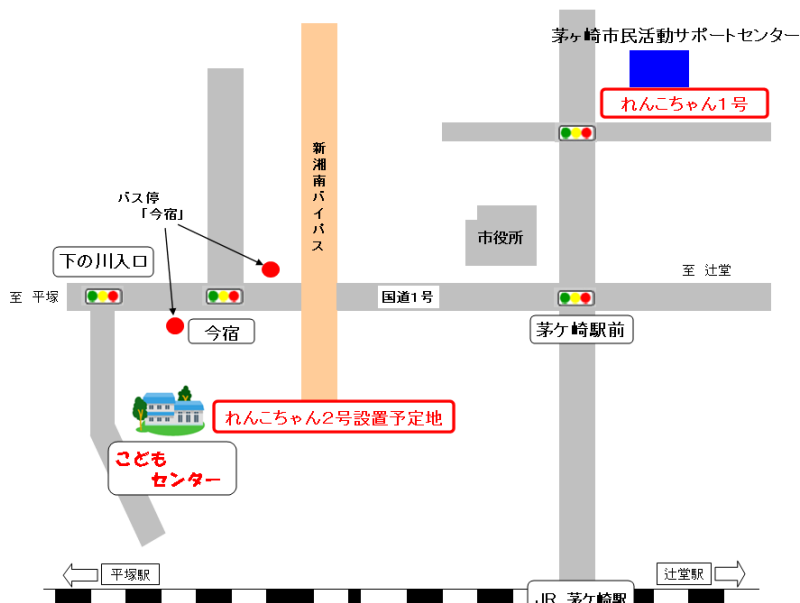 茅ヶ崎市民活動サポートセンター
れんこちゃん1号
新湘南バイパス
バス停
「今宿」
市役所
下の川入口
至 辻堂
至 平塚
国道1号
今宿
茅ケ崎駅前
れんこちゃん2号設置予定地
こども
センター
平塚駅
辻堂駅
JR 茅ケ崎駅